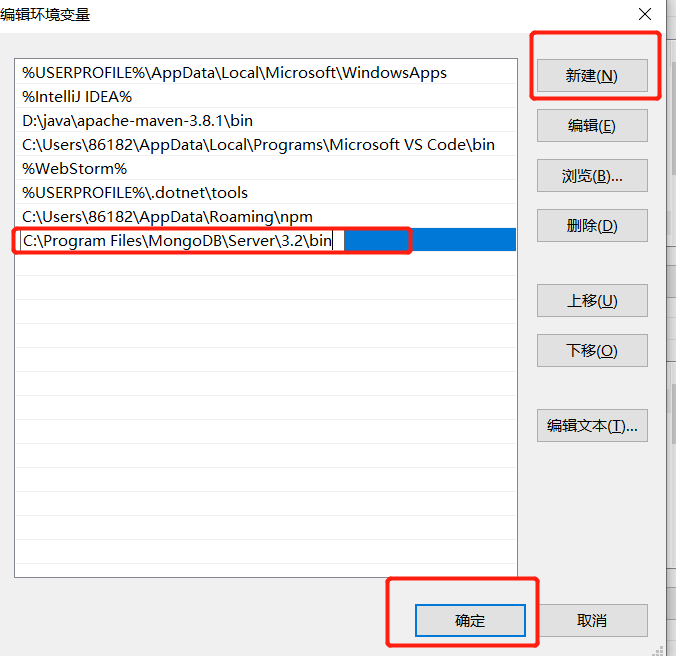 编辑环境变量
%USERPROFILE%\AppData\Local\Microsoft\WindowsApps
%IntelliJ IDEA%
D:\java\apache-maven-3.8.1\bin
C:\Users\86182\AppData\Local\Programs\Microsoft VS Code\bin
%WebStorm%
%USERPROFILE%\.dotnet\tools
C:\Users\86182\AppData\Roaming\npm
C:\Program Files\MongoDB\Server\3.2\bin
新建(N)
编辑(E)
浏览(B)...
删除(D)
上移(U)
下移(O)
编辑文本(T)...
确定
取消